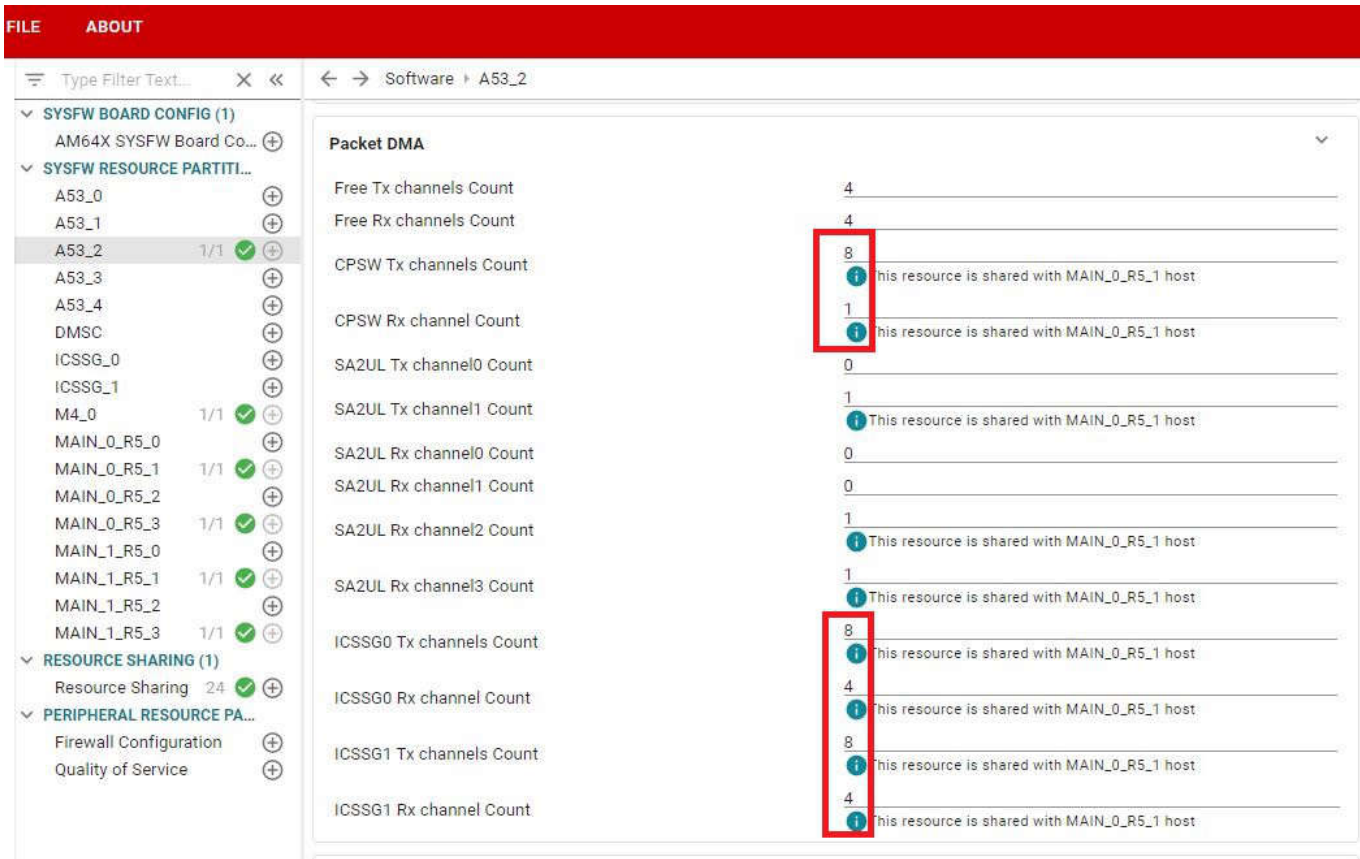 FILE ABOUT
Type Filter Text...
Software A53_2
SYSFW BOARD CONFIG (1)
AM64X SYSFW Board Co...
SYSFW RESOURCE PARTITI...
A53_0
A53_1
A53_2 1/1
A53_3
A53_4
DMSC
ICSSG_0
ICSSG_1
M4_0 1/1
MAIN_0_R5_0
MAIN_0_R5_1 1/1
MAIN_0_R5_2
MAIN_0_R5_3 1/1
MAIN_1_R5_0
MAIN_1_R5_1 1/1
MAIN_1_R5_2
MAIN_1_R5_3 1/1
RESOURCE SHARING (1)
Resource Sharing 24
PERIPHERAL RESOURCE PA...
Firewall Configuration
Quality of Service
Packet DMA
Free Tx channels Count 4
Free Rx channels Count 4
CPSW Tx channels Count 8
This resource is shared with MAIN_0_R5_1 host
CPSW Rx channel Count 1
This resource is shared with MAIN_0_R5_1 host
SA2UL Tx channel0 Count 0
SA2UL Tx channel1 Count 1
This resource is shared with MAIN_0_R5_1 host
SA2UL Rx channel0 Count 0
SA2UL Rx channel1 Count 0
SA2UL Rx channel2 Count 1
This resource is shared with MAIN_0_R5_1 host
SA2UL Rx channel3 Count 1
This resource is shared with MAIN_0_R5_1 host
ICSSG0 Tx channels Count 8
This resource is shared with MAIN_0_R5_1 host
ICSSG0 Rx channel Count 4
This resource is shared with MAIN_0_R5_1 host
ICSSG1 Tx channels Count 8
This resource is shared with MAIN_0_R5_1 host
ICSSG1 Rx channel Count 4
This resource is shared with MAIN_0_R5_1 host